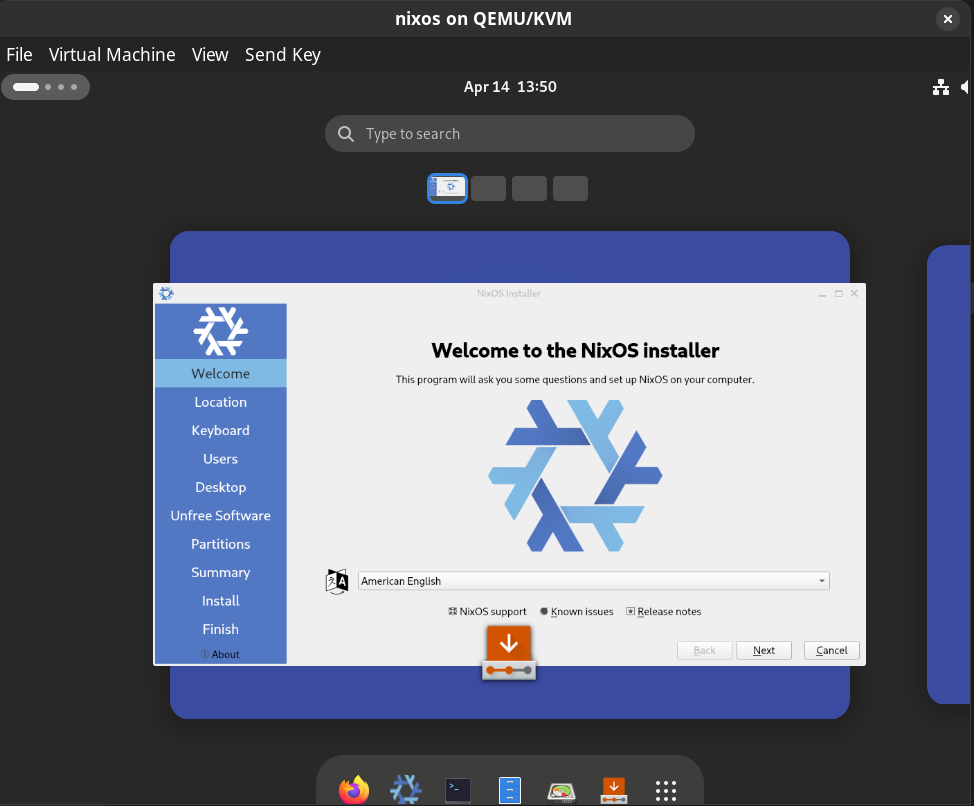 nixos on QEMU/KVM
File Virtual Machine View Send Key
Apr 14 13:50
Type to search
NixOS Installer
Welcome to the NixOS installer
This program will ask you some questions and set up NixOS on your computer.
Welcome
Location
Keyboard
Users
Desktop
Unfree Software
Partitions
Summary
Install
Finish
About
American English
NixOS support Known issues Release notes
Back Next Cancel